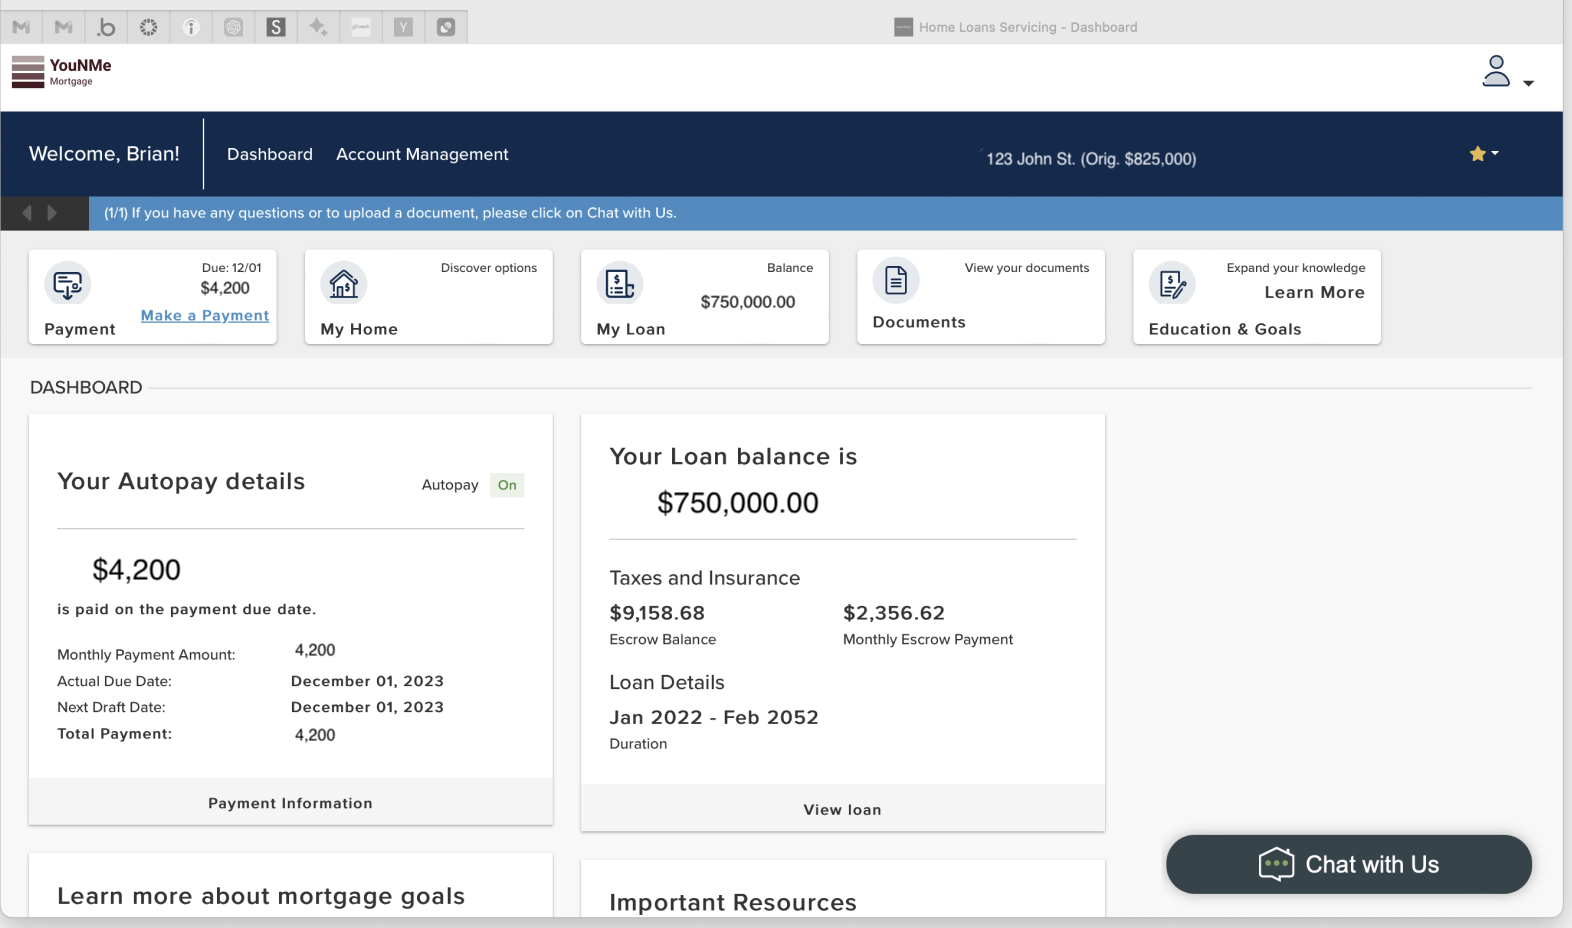 S
Y
Home Loans Servicing - Dashboard
YouNMe
Mortgage
Welcome, Brian!
Dashboard
Account Management
123 John St. (Orig. $825,000)
(1/1) If you have any questions or to upload a document, please click on Chat with Us.
Due: 12/01
$4,200
Make a Payment
Payment
Discover options
My Home
Balance
$750,000.00
My Loan
View your documents
Documents
Expand your knowledge
Learn More
Education & Goals
DASHBOARD
Your Autopay details
Autopay On
$4,200
is paid on the payment due date.
Monthly Payment Amount: 4,200
Actual Due Date: December 01, 2023
Next Draft Date: December 01, 2023
Total Payment: 4,200
Payment Information
Your Loan balance is
$750,000.00
Taxes and Insurance
$9,158.68 $2,356.62
Escrow Balance Monthly Escrow Payment
Loan Details
Jan 2022 - Feb 2052
Duration
View loan
Learn more about mortgage goals
Important Resources
Chat with Us